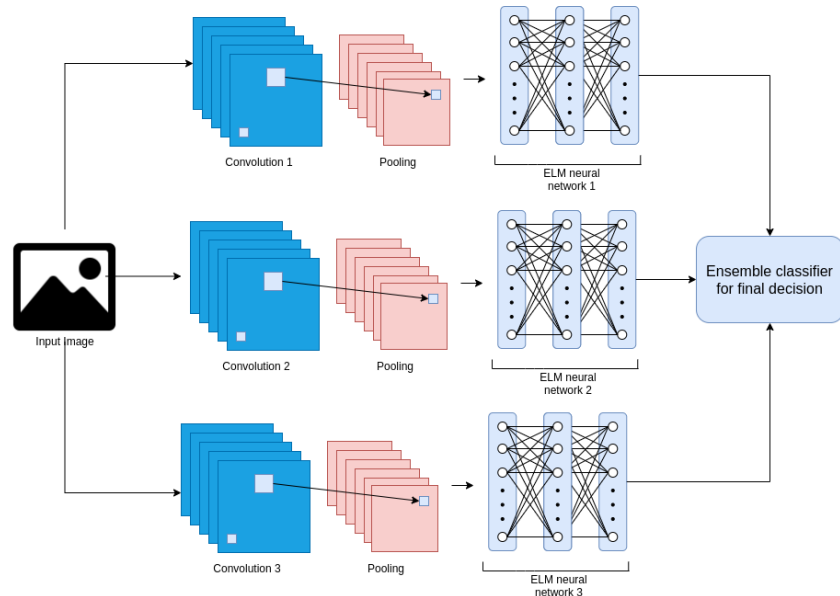 Convolution 1
Pooling
ELM neural
network 1
Input image
Ensemble classifier
for final decision
Convolution 2
Pooling
ELM neural
network 2
Convolution 3
Pooling
ELM neural
network 3